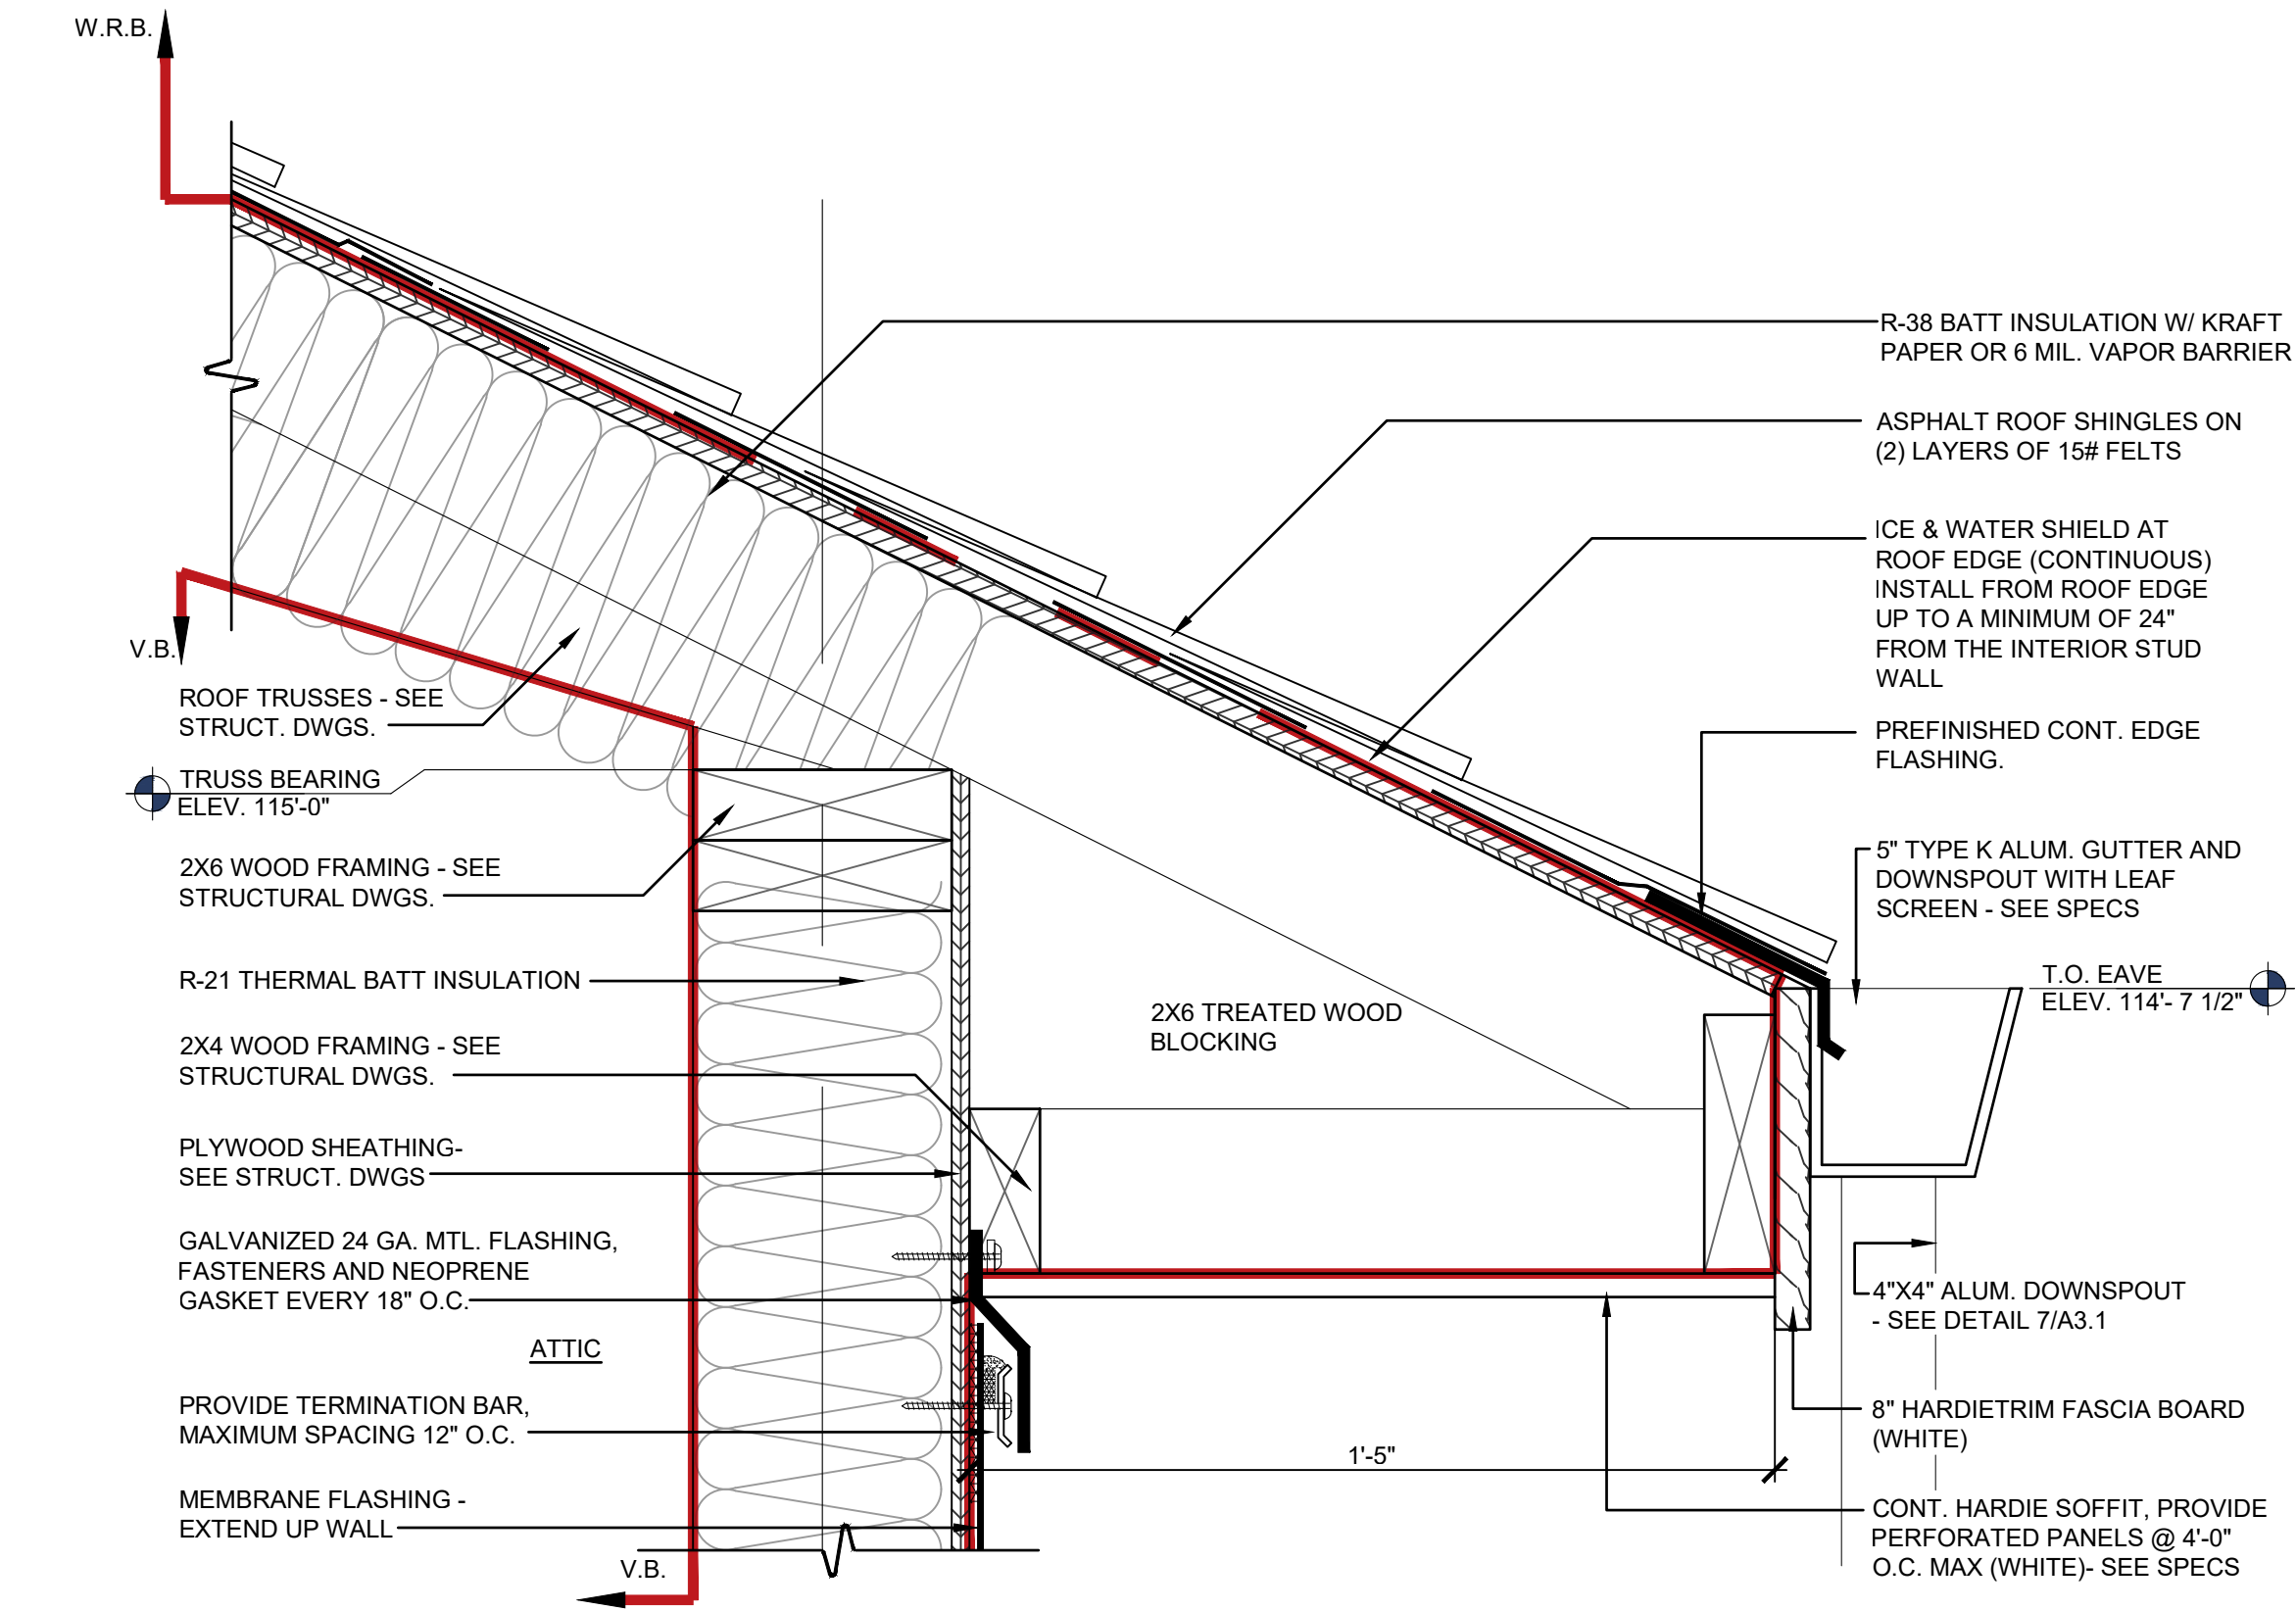 W.R.B.
R-38 BATT INSULATION W/ KRAFT
PAPER OR 6 MIL. VAPOR BARRIER
ASPHALT ROOF SHINGLES ON
(2) LAYERS OF 15# FELTS
ICE & WATER SHIELD AT
ROOF EDGE (CONTINUOUS)
INSTALL FROM ROOF EDGE
UP TO A MINIMUM OF 24"
FROM THE INTERIOR STUD
WALL
PREFINISHED CONT. EDGE
FLASHING.
5" TYPE K ALUM. GUTTER AND
DOWNSPOUT WITH LEAF
SCREEN - SEE SPECS
T.O. EAVE
ELEV. 114'- 7 1/2"
4"X4" ALUM. DOWNSPOUT
- SEE DETAIL 7/A3.1
8" HARDIETRIM FASCIA BOARD
(WHITE)
CONT. HARDIE SOFFIT, PROVIDE
PERFORATED PANELS @ 4'-0"
O.C. MAX (WHITE)- SEE SPECS
V.B.
ROOF TRUSSES - SEE
STRUCT. DWGS.
TRUSS BEARING
ELEV. 115'-0"
2X6 WOOD FRAMING - SEE
STRUCTURAL DWGS.
R-21 THERMAL BATT INSULATION
2X4 WOOD FRAMING - SEE
STRUCTURAL DWGS.
PLYWOOD SHEATHING-
SEE STRUCT. DWGS
GALVANIZED 24 GA. MTL. FLASHING,
FASTENERS AND NEOPRENE
GASKET EVERY 18" O.C.
ATTIC
PROVIDE TERMINATION BAR,
MAXIMUM SPACING 12" O.C.
MEMBRANE FLASHING -
EXTEND UP WALL
V.B.
2X6 TREATED WOOD
BLOCKING
1'-5"